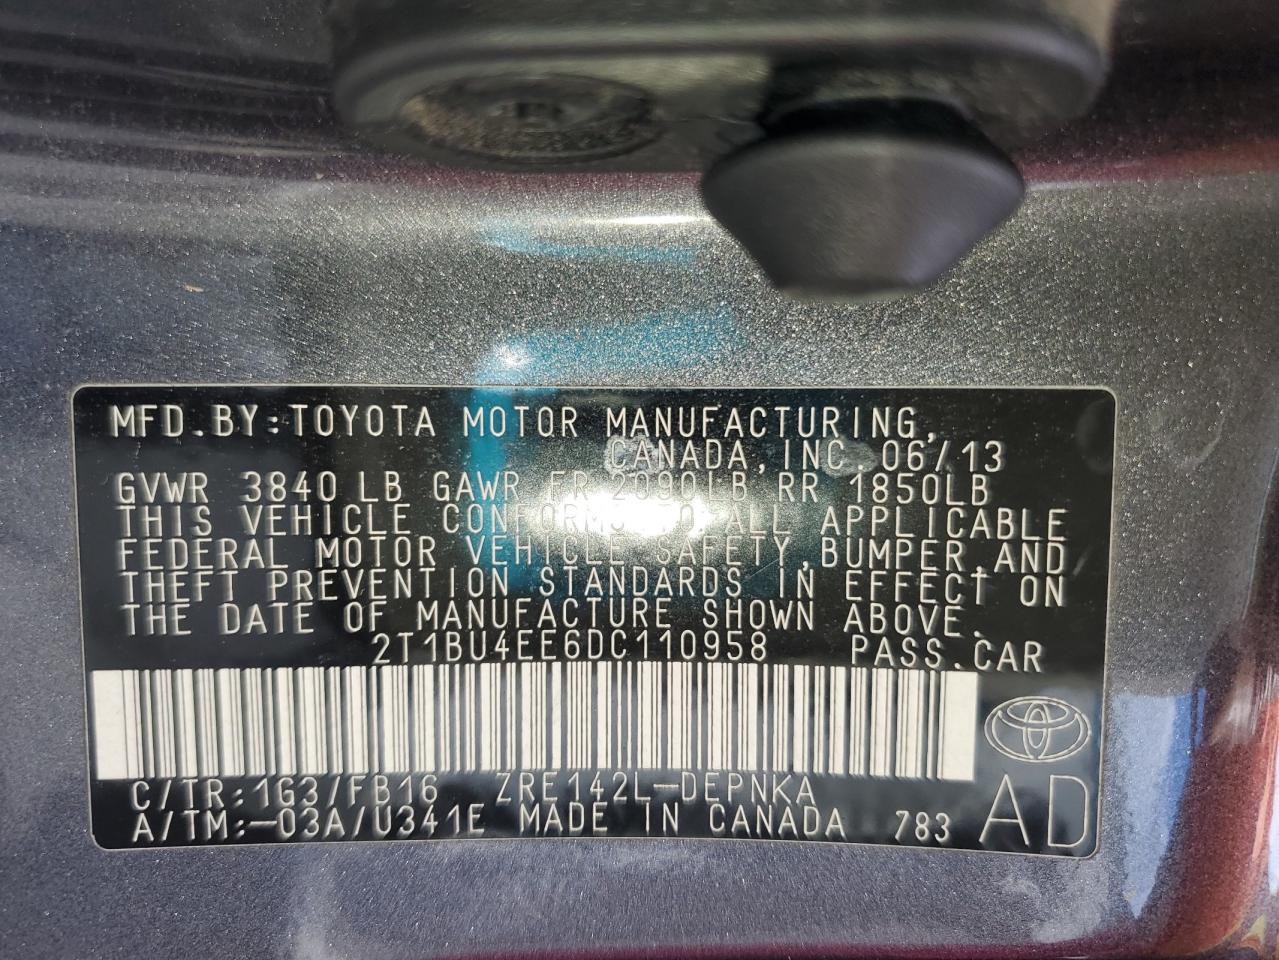 MFD.BY:TOYOTA MOTOR MANUFACTURING,
CANADA,INC.06/13
GVWR 3840 LB GAWR FR 2090LB RR 1850LB
THIS VEHICLE CONFORMS TO ALL APPLICABLE
FEDERAL MOTOR VEHICLE SAFETY,BUMPER,AND
THEFT PREVENTION STANDARDS IN EFFECT ON
THE DATE OF MANUFACTURE SHOWN ABOVE.
2T1BU4EE6DC110958 PASS.CAR
C/TR:1G3/FB16 ZRE142L-DEPNKA
A/TM:-03A/U341E MADE IN CANADA 783 AD